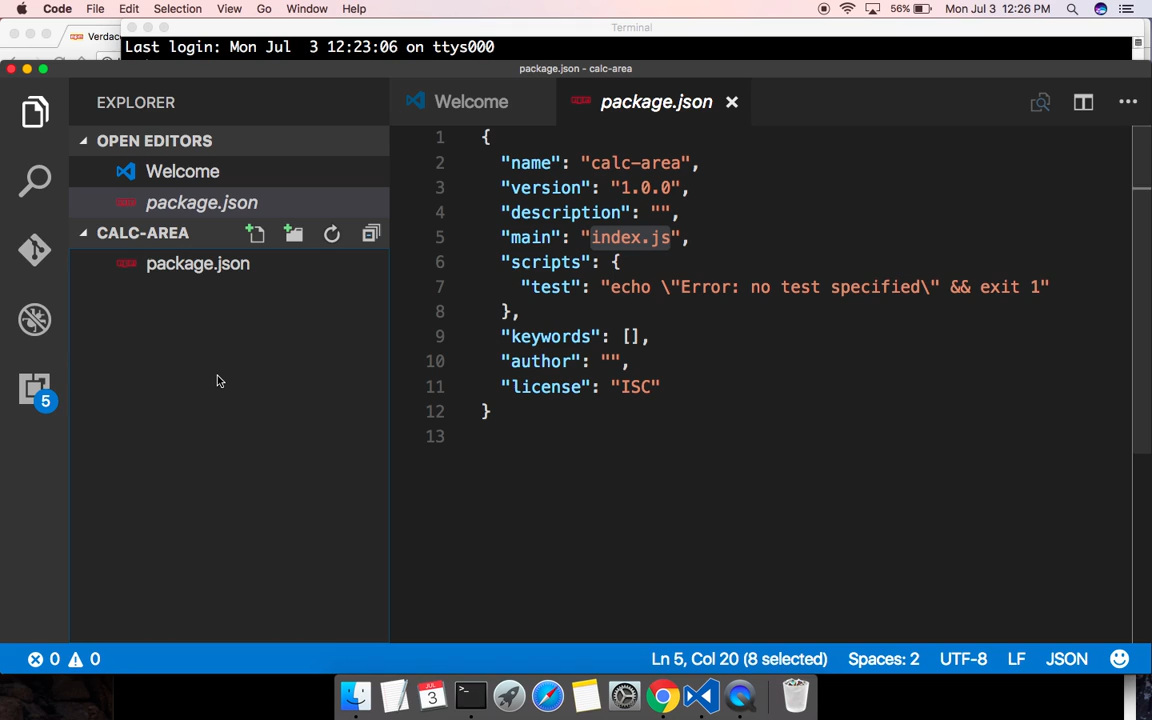 Code File Edit Selection View Go Window Help 56% Mon Jul 3 12:26 PM
Verdac
Terminal
Last login: Mon Jul  3 12:23:06 on ttys000
package.json - calc-area
EXPLORER
Welcome
package.json
OPEN EDITORS
Welcome
package.json
CALC-AREA
package.json
5
1 {
2 "name": "calc-area",
3 "version": "1.0.0",
4 "description": "",
5 "main": "index.js",
6 "scripts": {
7 "test": "echo \"Error: no test specified\" && exit 1"
8 },
9 "keywords": [],
10 "author": "",
11 "license": "ISC"
12 }
13
0 0 Ln 5, Col 20 (8 selected) Spaces: 2 UTF-8 LF JSON
JUL
3